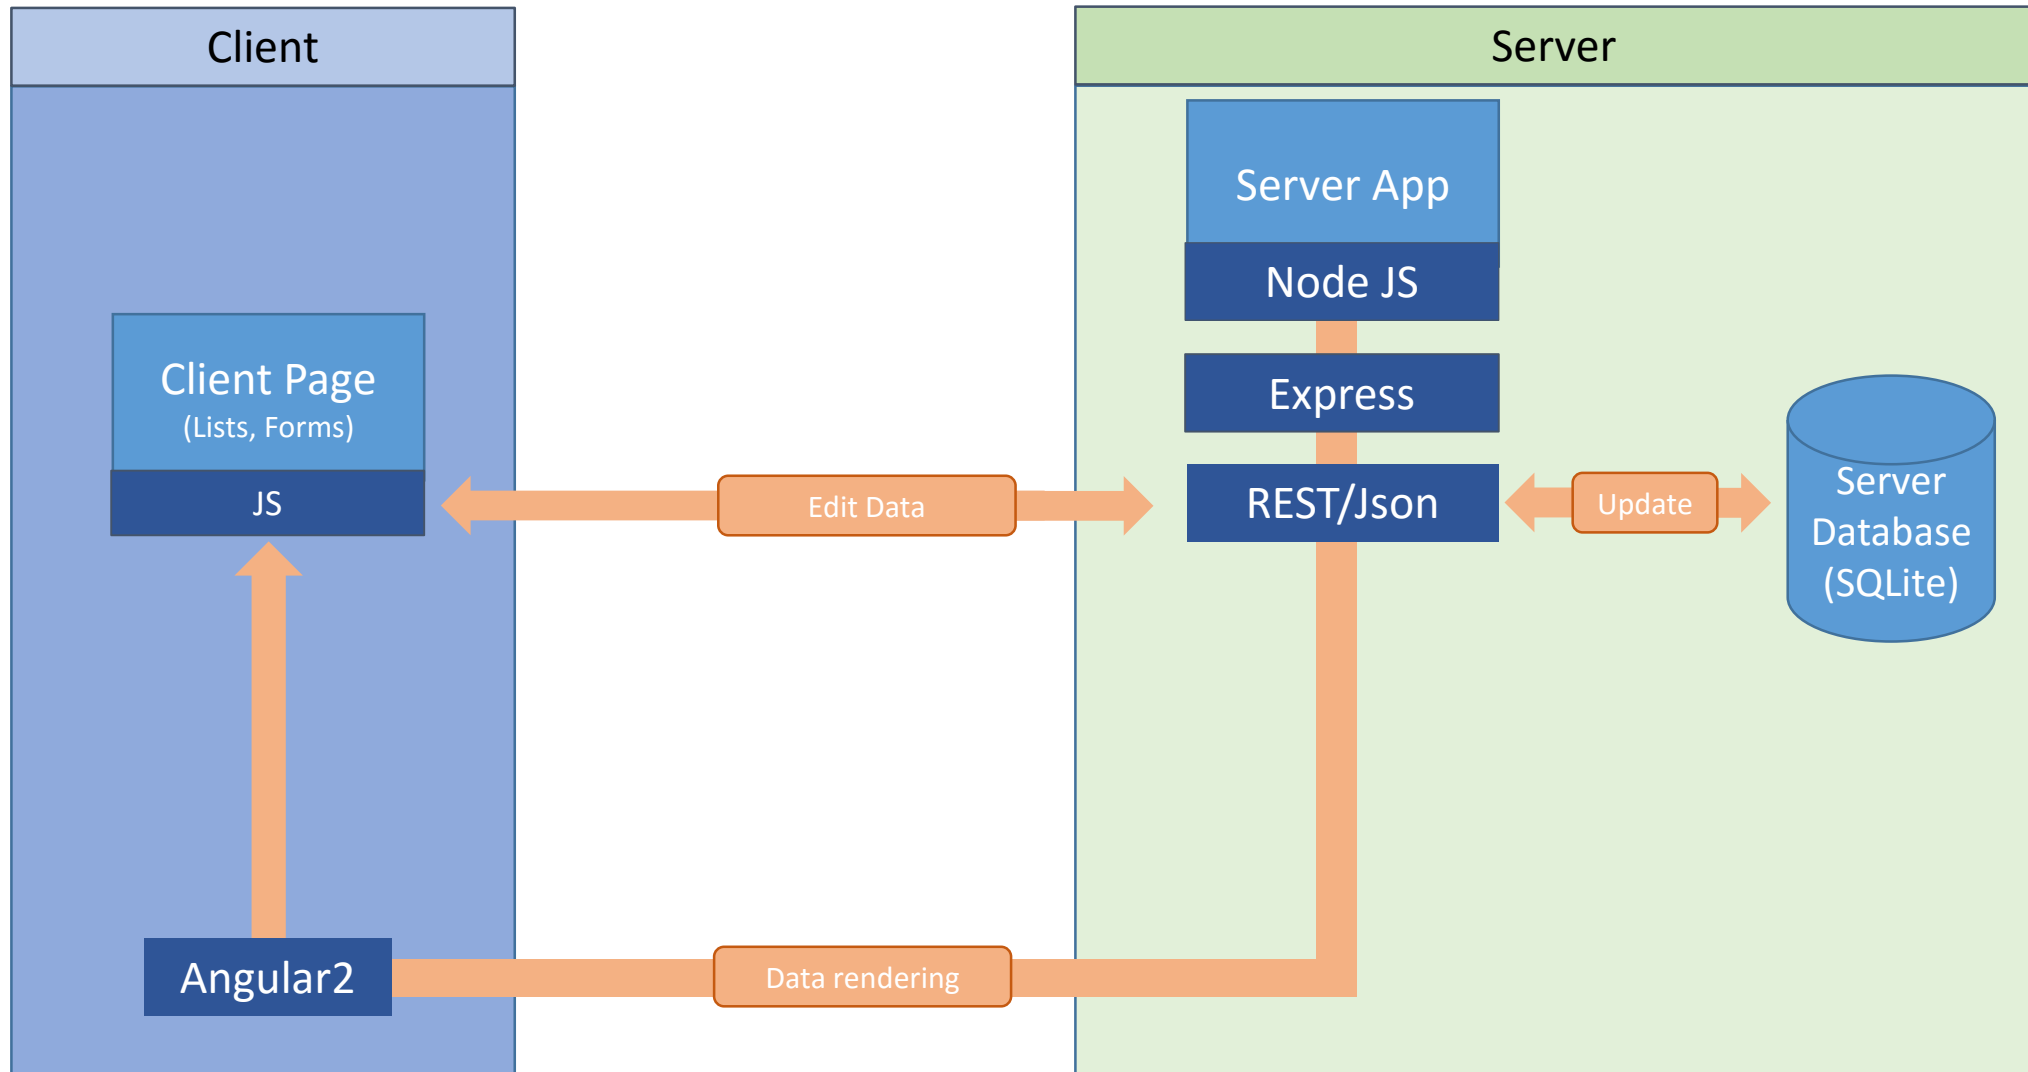 Client
Server
Server App
Node JS
Client Page
(Lists, Forms)
JS
Express
REST/Json
Edit Data
Update
Server
Database
(SQLite)
Angular2
Data rendering